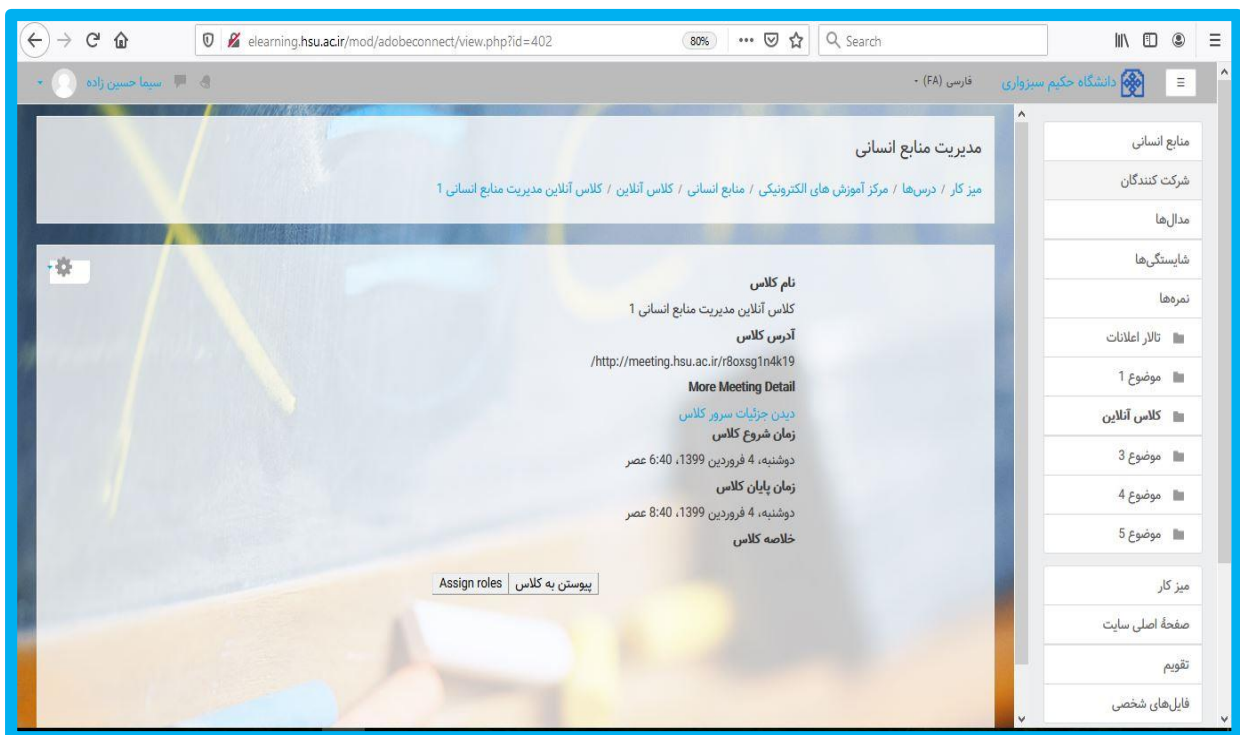 elearning.hsu.ac.ir/mod/adobeconnect/view.php?id=402
80%
Search
دانشگاه حکیم سبزواری
فارسی (FA)
سیما حسین زاده
مدیریت منابع انسانی
میز کار / درس‌ها / مرکز آموزش های الکترونیکی / منابع انسانی / کلاس آنلاین / کلاس آنلاین مدیریت منابع انسانی 1
نام کلاس
کلاس آنلاین مدیریت منابع انسانی 1
آدرس کلاس
/http://meeting.hsu.ac.ir/r8oxsg1n4k19
More Meeting Detail
دیدن جزئیات سرور کلاس
زمان شروع کلاس
دوشنبه، 4 فروردین 1399، 6:40 عصر
زمان پایان کلاس
دوشنبه، 4 فروردین 1399، 8:40 عصر
خلاصه کلاس
پیوستن به کلاس
Assign roles
منابع انسانی
شرکت کنندگان
مدال‌ها
شایستگی‌ها
نمره‌ها
تالار اعلانات
موضوع 1
کلاس آنلاین
موضوع 3
موضوع 4
موضوع 5
میز کار
صفحهٔ اصلی سایت
تقویم
فایل‌های شخصی